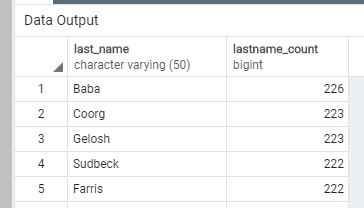 Data Output
last_name lastname_count
character varying (50) bigint
1 Baba 226
2 Coorg 223
3 Gelosh 223
4 Sudbeck 222
5 Farris 222